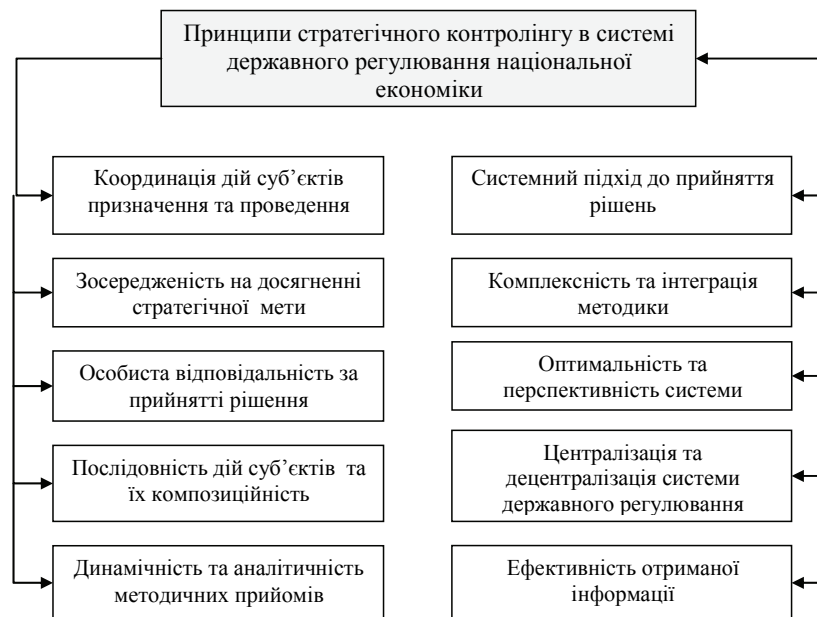 Принципи стратегічного контролінгу в системі
державного регулювання національної
економіки
Координація дій суб’єктів
призначення та проведення
Зосередженість на досягненні
стратегічної мети
Особиста відповідальність за
прийнятті рішення
Послідовність дій суб’єктів та
їх композиційність
Динамічність та аналітичність
методичних прийомів
Системний підхід до прийняття
рішень
Комплексність та інтеграція
методики
Оптимальність та
перспективність системи
Централізація та
децентралізація системи
державного регулювання
Ефективність отриманої
інформації